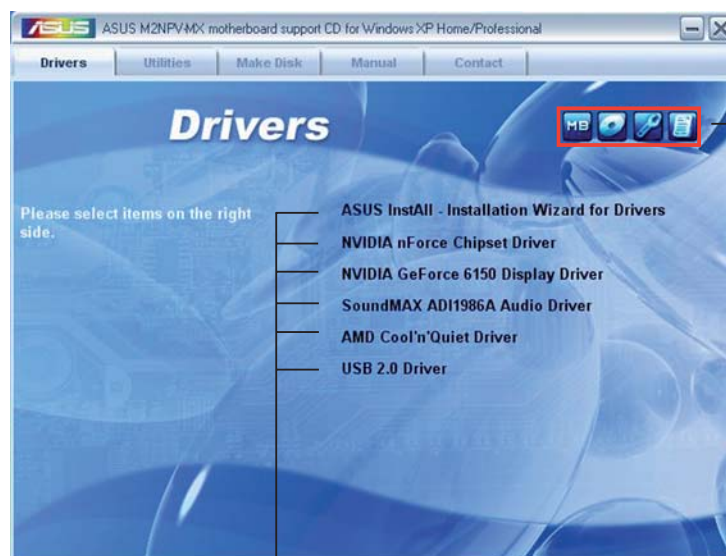 ASUS ASUS M2NPV-MX motherboard support CD for Windows XP Home/Professional
Drivers Utilities Make Disk Manual Contact
Drivers
MB
Please select items on the right
side.
ASUS InstAll - Installation Wizard for Drivers
NVIDIA nForce Chipset Driver
NVIDIA GeForce 6150 Display Driver
SoundMAX ADI1986A Audio Driver
AMD Cool'n'Quiet Driver
USB 2.0 Driver